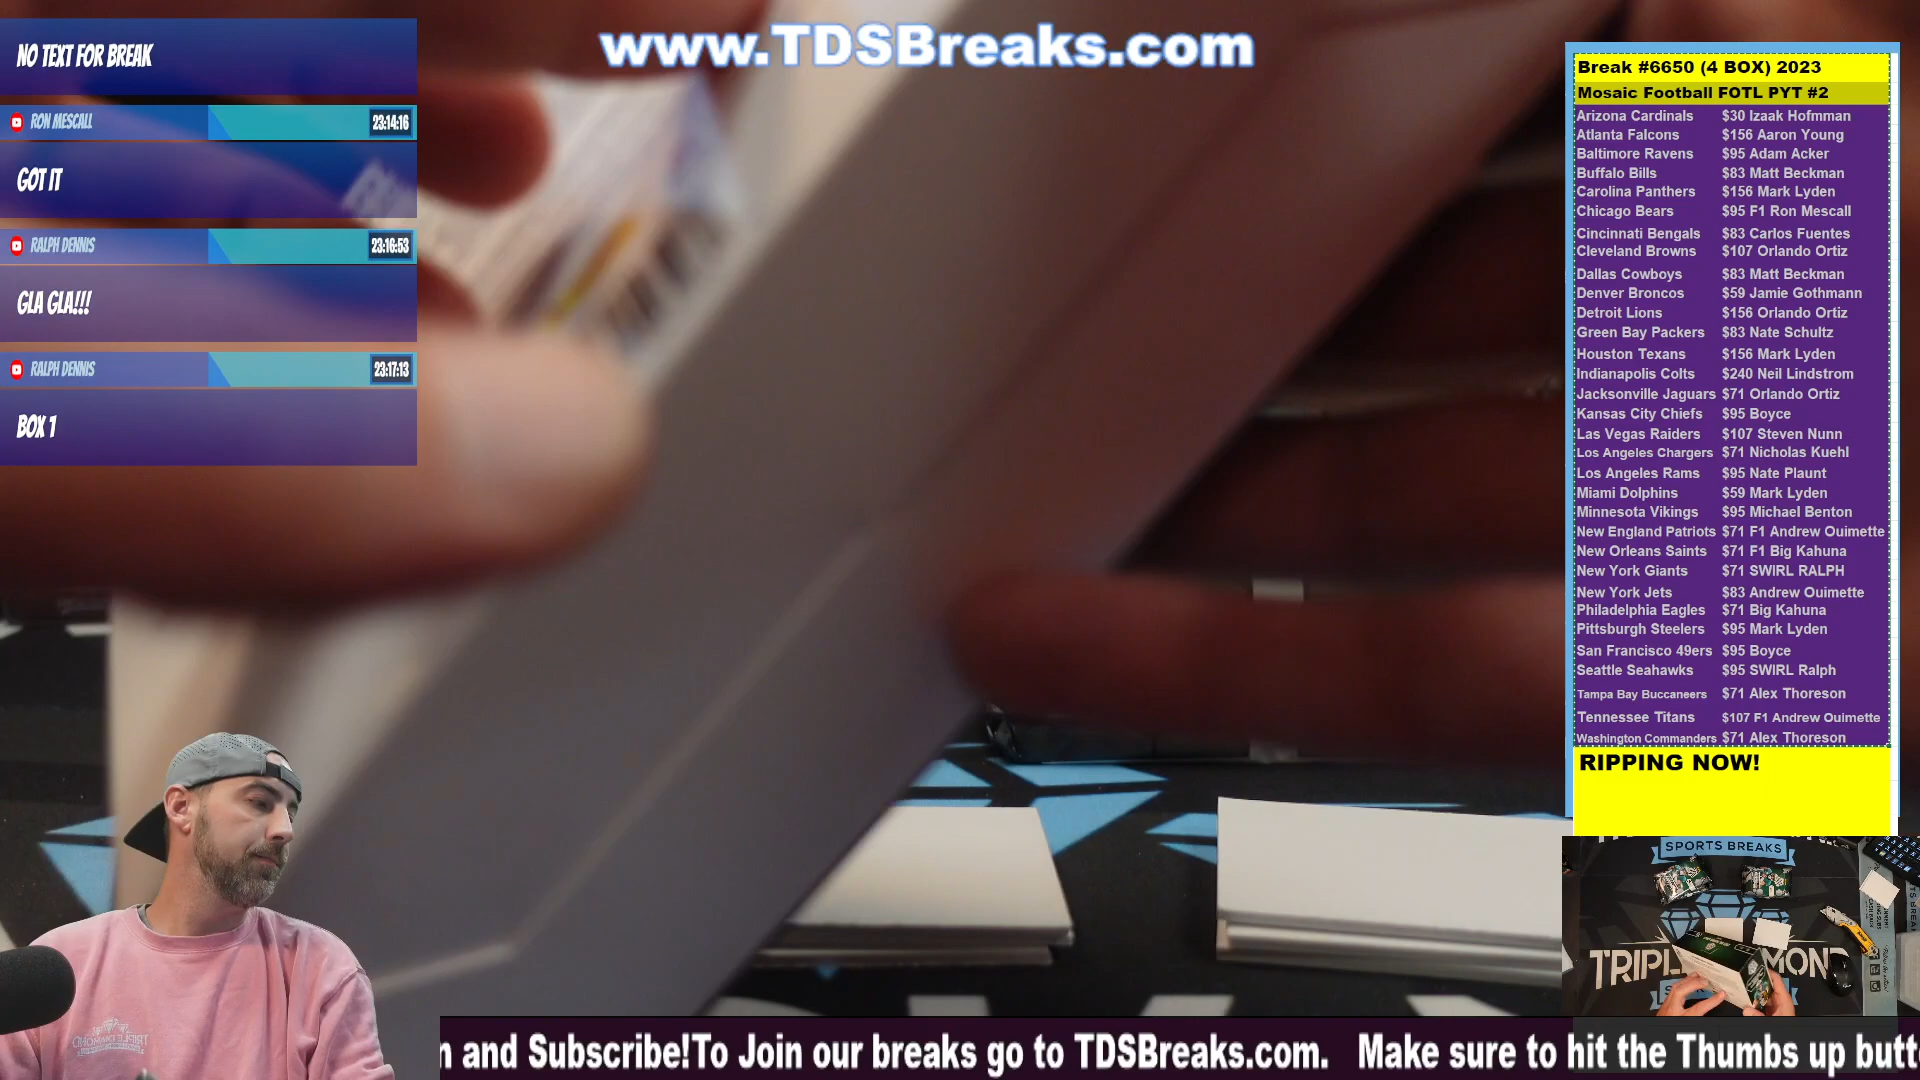 www.TDSBreaks.com
NO TEXT FOR BREAK
RON MESCALL 23:14:16
GOT IT
RALPH DENNIS 23:16:53
GLA GLA!!!
RALPH DENNIS 23:17:13
BOX 1
Break #6650 (4 BOX) 2023
Mosaic Football FOTL PYT #2
Arizona Cardinals $30 Izaak Hofmman
Atlanta Falcons $156 Aaron Young
Baltimore Ravens $95 Adam Acker
Buffalo Bills $83 Matt Beckman
Carolina Panthers $156 Mark Lyden
Chicago Bears $95 F1 Ron Mescall
Cincinnati Bengals $83 Carlos Fuentes
Cleveland Browns $107 Orlando Ortiz
Dallas Cowboys $83 Matt Beckman
Denver Broncos $59 Jamie Gothmann
Detroit Lions $156 Orlando Ortiz
Green Bay Packers $83 Nate Schultz
Houston Texans $156 Mark Lyden
Indianapolis Colts $240 Neil Lindstrom
Jacksonville Jaguars $71 Orlando Ortiz
Kansas City Chiefs $95 Boyce
Las Vegas Raiders $107 Steven Nunn
Los Angeles Chargers $71 Nicholas Kuehl
Los Angeles Rams $95 Nate Plaunt
Miami Dolphins $59 Mark Lyden
Minnesota Vikings $95 Michael Benton
New England Patriots $71 F1 Andrew Ouimette
New Orleans Saints $71 F1 Big Kahuna
New York Giants $71 SWIRL RALPH
New York Jets $83 Andrew Ouimette
Philadelphia Eagles $71 Big Kahuna
Pittsburgh Steelers $95 Mark Lyden
San Francisco 49ers $95 Boyce
Seattle Seahawks $95 SWIRL Ralph
Tampa Bay Buccaneers $71 Alex Thoreson
Tennessee Titans $107 F1 Andrew Ouimette
Washington Commanders $71 Alex Thoreson
RIPPING NOW!
SPORTS BREAKS
TRIPL MOND
TRIPLE DIAMOND
n and Subscribe!To Join our breaks go to TDSBreaks.com. Make sure to hit the Thumbs up butt